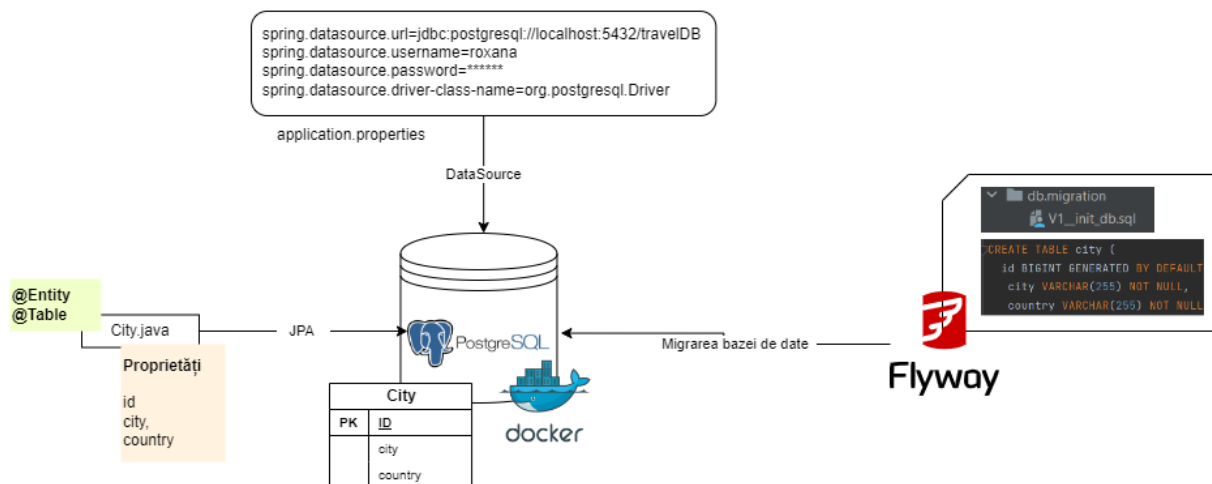 spring.datasource.url=jdbc:postgresql://localhost:5432/travelDB
spring.datasource.username=roxana
spring.datasource.password=******
spring.datasource.driver-class-name=org.postgresql.Driver
application.properties
DataSource
db.migration
V1__init_db.sql
CREATE TABLE city (
id BIGINT GENERATED BY DEFAULT
city VARCHAR(255) NOT NULL,
country VARCHAR(255) NOT NULL
Flyway
Migrarea bazei de date
@Entity
@Table
City.java
Proprietăți
id
city,
country
JPA
PostgreSQL
docker
City
PK
ID
city
country